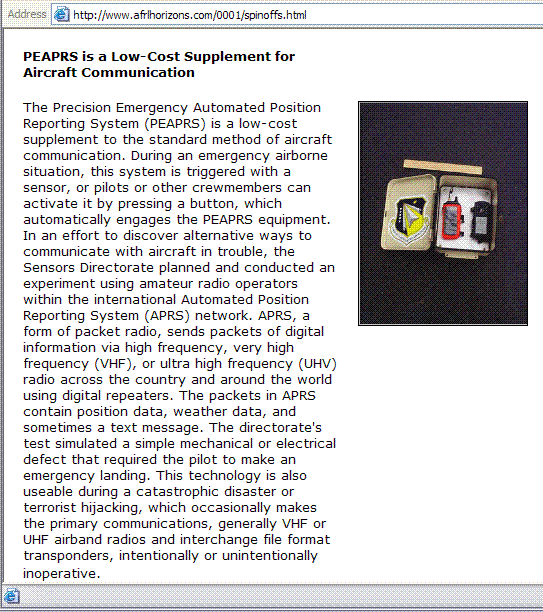 Address http://www.afrlhorizons.com/0001/spinoffs.html
PEAPRS is a Low-Cost Supplement for
Aircraft Communication
The Precision Emergency Automated Position
Reporting System (PEAPRS) is a low-cost
supplement to the standard method of aircraft
communication. During an emergency airborne
situation, this system is triggered with a
sensor, or pilots or other crewmembers can
activate it by pressing a button, which
automatically engages the PEAPRS equipment.
In an effort to discover alternative ways to
communicate with aircraft in trouble, the
Sensors Directorate planned and conducted an
experiment using amateur radio operators
within the international Automated Position
Reporting System (APRS) network. APRS, a
form of packet radio, sends packets of digital
information via high frequency, very high
frequency (VHF), or ultra high frequency (UHV)
radio across the country and around the world
using digital repeaters. The packets in APRS
contain position data, weather data, and
sometimes a text message. The directorate's
test simulated a simple mechanical or electrical
defect that required the pilot to make an
emergency landing. This technology is also
useable during a catastrophic disaster or
terrorist hijacking, which occasionally makes
the primary communications, generally VHF or
UHF airband radios and interchange file format
transponders, intentionally or unintentionally
inoperative.